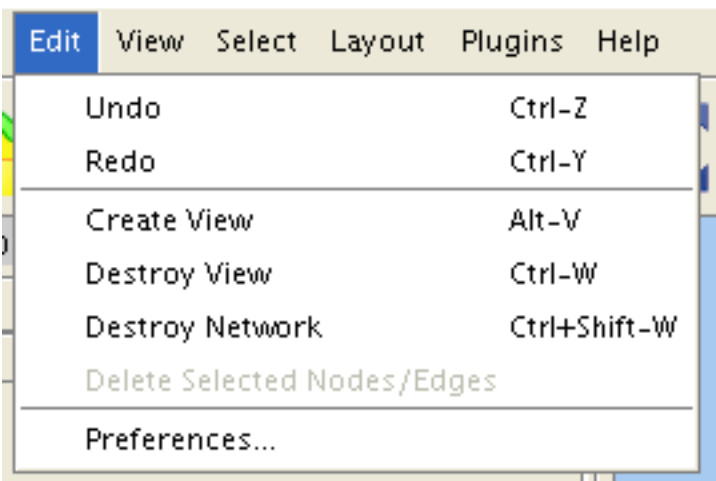 Edit View Select Layout Plugins Help
Undo Ctrl-Z
Redo Ctrl-Y
Create View Alt-V
Destroy View Ctrl-W
Destroy Network Ctrl+Shift-W
Delete Selected Nodes/Edges
Preferences...